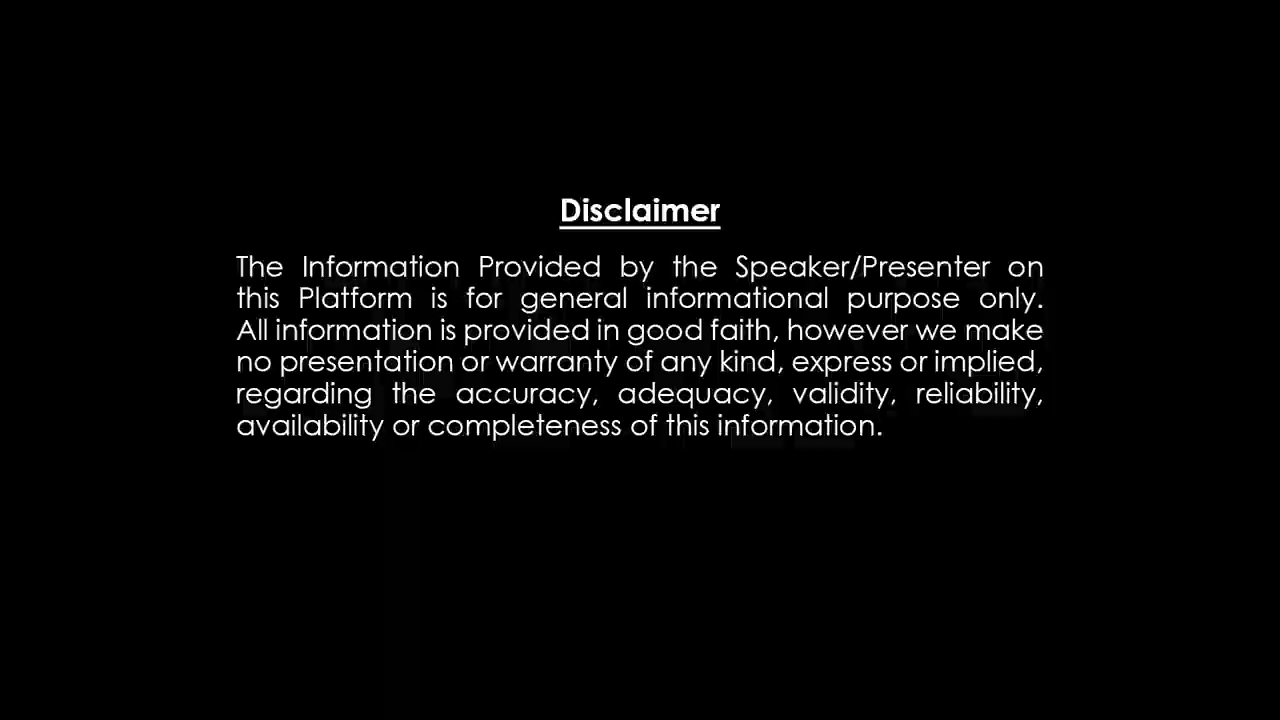 Disclaimer
The Information Provided by the Speaker/Presenter on
this Platform is for general informational purpose only.
All information is provided in good faith, however we make
no presentation or warranty of any kind, express or implied,
regarding the accuracy, adequacy, validity, reliability,
availability or completeness of this information.